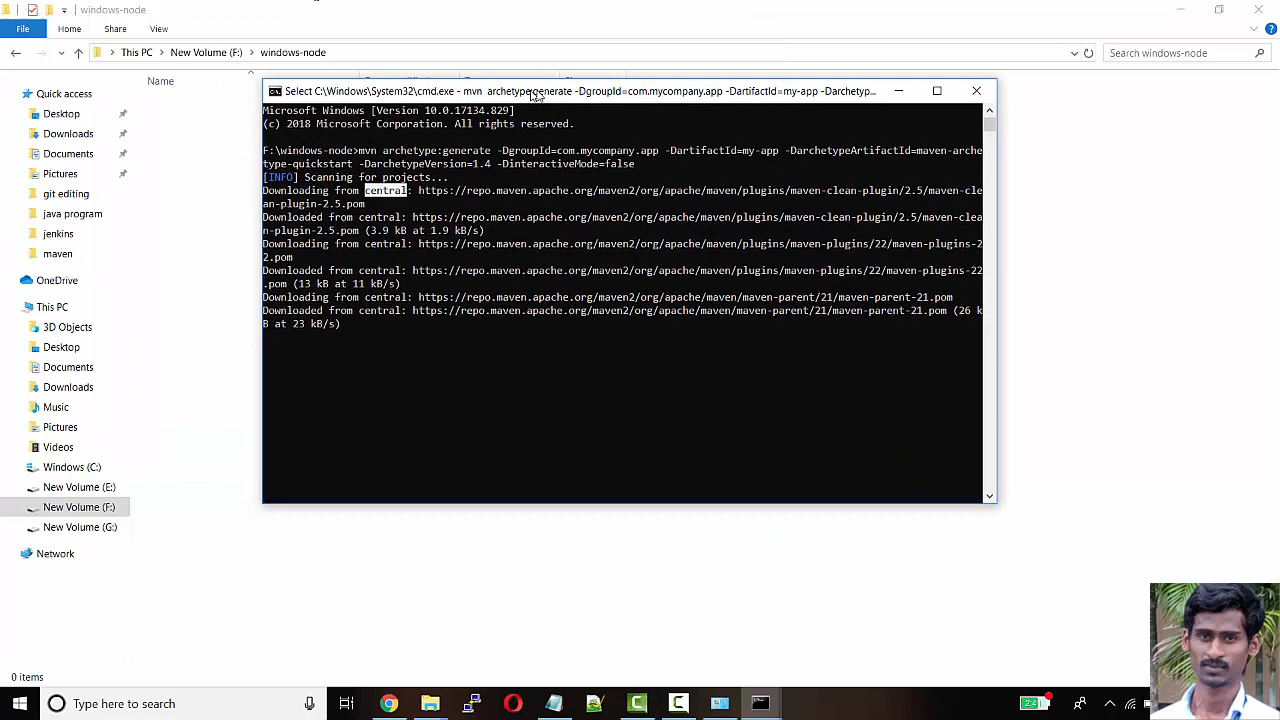 windows-node
File
Home
Share
View
This PC
New Volume (F:)
windows-node
Search windows-node
Name
Quick access
Desktop
Downloads
Documents
Pictures
git editing
java program
jenkins
maven
OneDrive
This PC
3D Objects
Desktop
Documents
Downloads
Music
Pictures
Videos
Windows (C:)
New Volume (E:)
New Volume (F:)
New Volume (G:)
Network
0 items
Select C:\Windows\System32\cmd.exe - mvn archetype:generate -DgroupId=com.mycompany.app -DartifactId=my-app -Darchetyp...
Microsoft Windows [Version 10.0.17134.829]
(c) 2018 Microsoft Corporation. All rights reserved.
F:\windows-node>mvn archetype:generate -DgroupId=com.mycompany.app -DartifactId=my-app -DarchetypeArtifactId=maven-arche
type-quickstart -DarchetypeVersion=1.4 -DinteractiveMode=false
[INFO] Scanning for projects...
Downloading from central: https://repo.maven.apache.org/maven2/org/apache/maven/plugins/maven-clean-plugin/2.5/maven-cle
an-plugin-2.5.pom
Downloaded from central: https://repo.maven.apache.org/maven2/org/apache/maven/plugins/maven-clean-plugin/2.5/maven-clea
n-plugin-2.5.pom (3.9 kB at 1.9 kB/s)
Downloading from central: https://repo.maven.apache.org/maven2/org/apache/maven/plugins/maven-plugins/22/maven-plugins-2
2.pom
Downloaded from central: https://repo.maven.apache.org/maven2/org/apache/maven/plugins/maven-plugins/22/maven-plugins-22
.pom (13 kB at 11 kB/s)
Downloading from central: https://repo.maven.apache.org/maven2/org/apache/maven/maven-parent/21/maven-parent-21.pom
Downloaded from central: https://repo.maven.apache.org/maven2/org/apache/maven/maven-parent/21/maven-parent-21.pom (26 k
B at 23 kB/s)
Type here to search